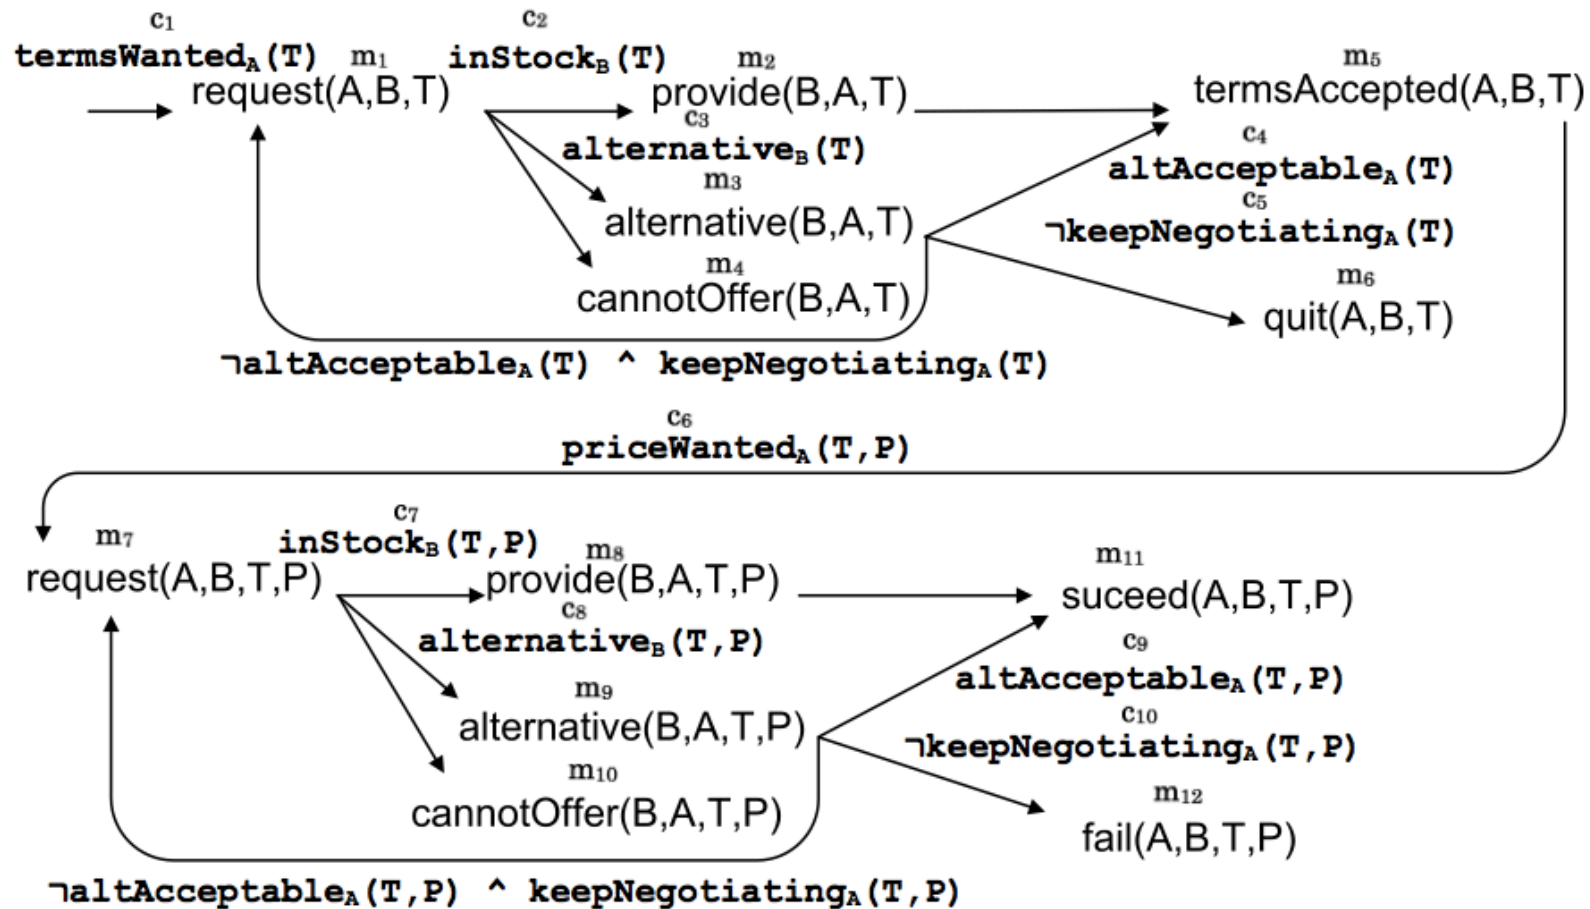 c1 c2
termsWantedA(T) m1 inStockB(T) m2 m5
request(A,B,T) provide(B,A,T) termsAccepted(A,B,T)
c3 c4
alternativeB(T) altAcceptableA(T)
m3 c5
alternative(B,A,T) ¬keepNegotiatingA(T)
m4 m6
cannotOffer(B,A,T) quit(A,B,T)
¬altAcceptableA(T) ^ keepNegotiatingA(T)
c6
priceWantedA(T,P)
c7
m7 inStockB(T,P) m8 m11
request(A,B,T,P) provide(B,A,T,P) suceed(A,B,T,P)
c8 c9
alternativeB(T,P) altAcceptableA(T,P)
m9 c10
alternative(B,A,T,P) ¬keepNegotiatingA(T,P)
m10 m12
cannotOffer(B,A,T,P) fail(A,B,T,P)
¬altAcceptableA(T,P) ^ keepNegotiatingA(T,P)